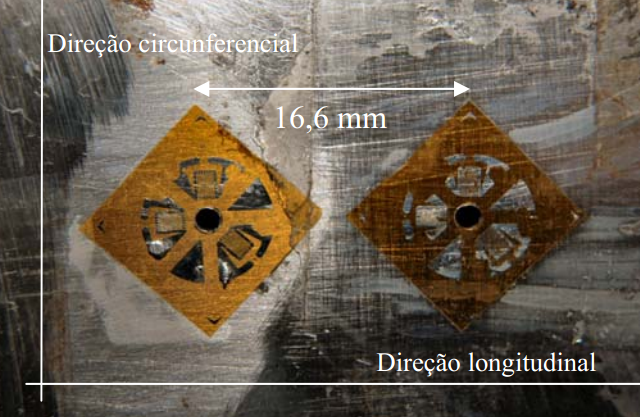 Direção circunferencial
16,6 mm
Direção longitudinal